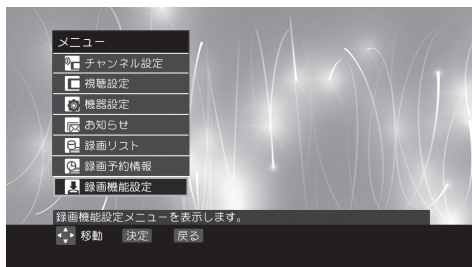 メニュー
チャンネル設定
視聴設定
機器設定
お知らせ
録画リスト
録画予約情報
録画機能設定
録画機能設定メニューを表示します。
移動 決定 戻る